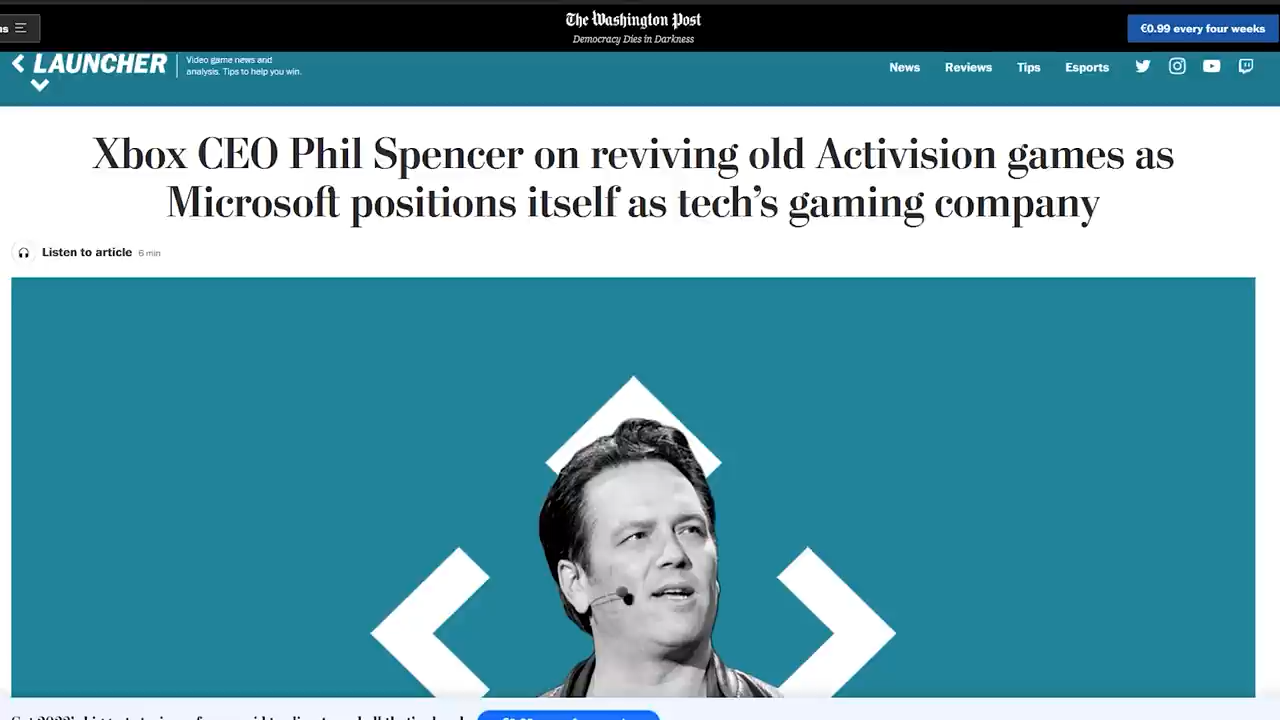 ns
The Washington Post
Democracy Dies in Darkness
€0.99 every four weeks
LAUNCHER
Video game news and
analysis. Tips to help you win.
News
Reviews
Tips
Esports
Xbox CEO Phil Spencer on reviving old Activision games as
Microsoft positions itself as tech's gaming company
Listen to article 6 min